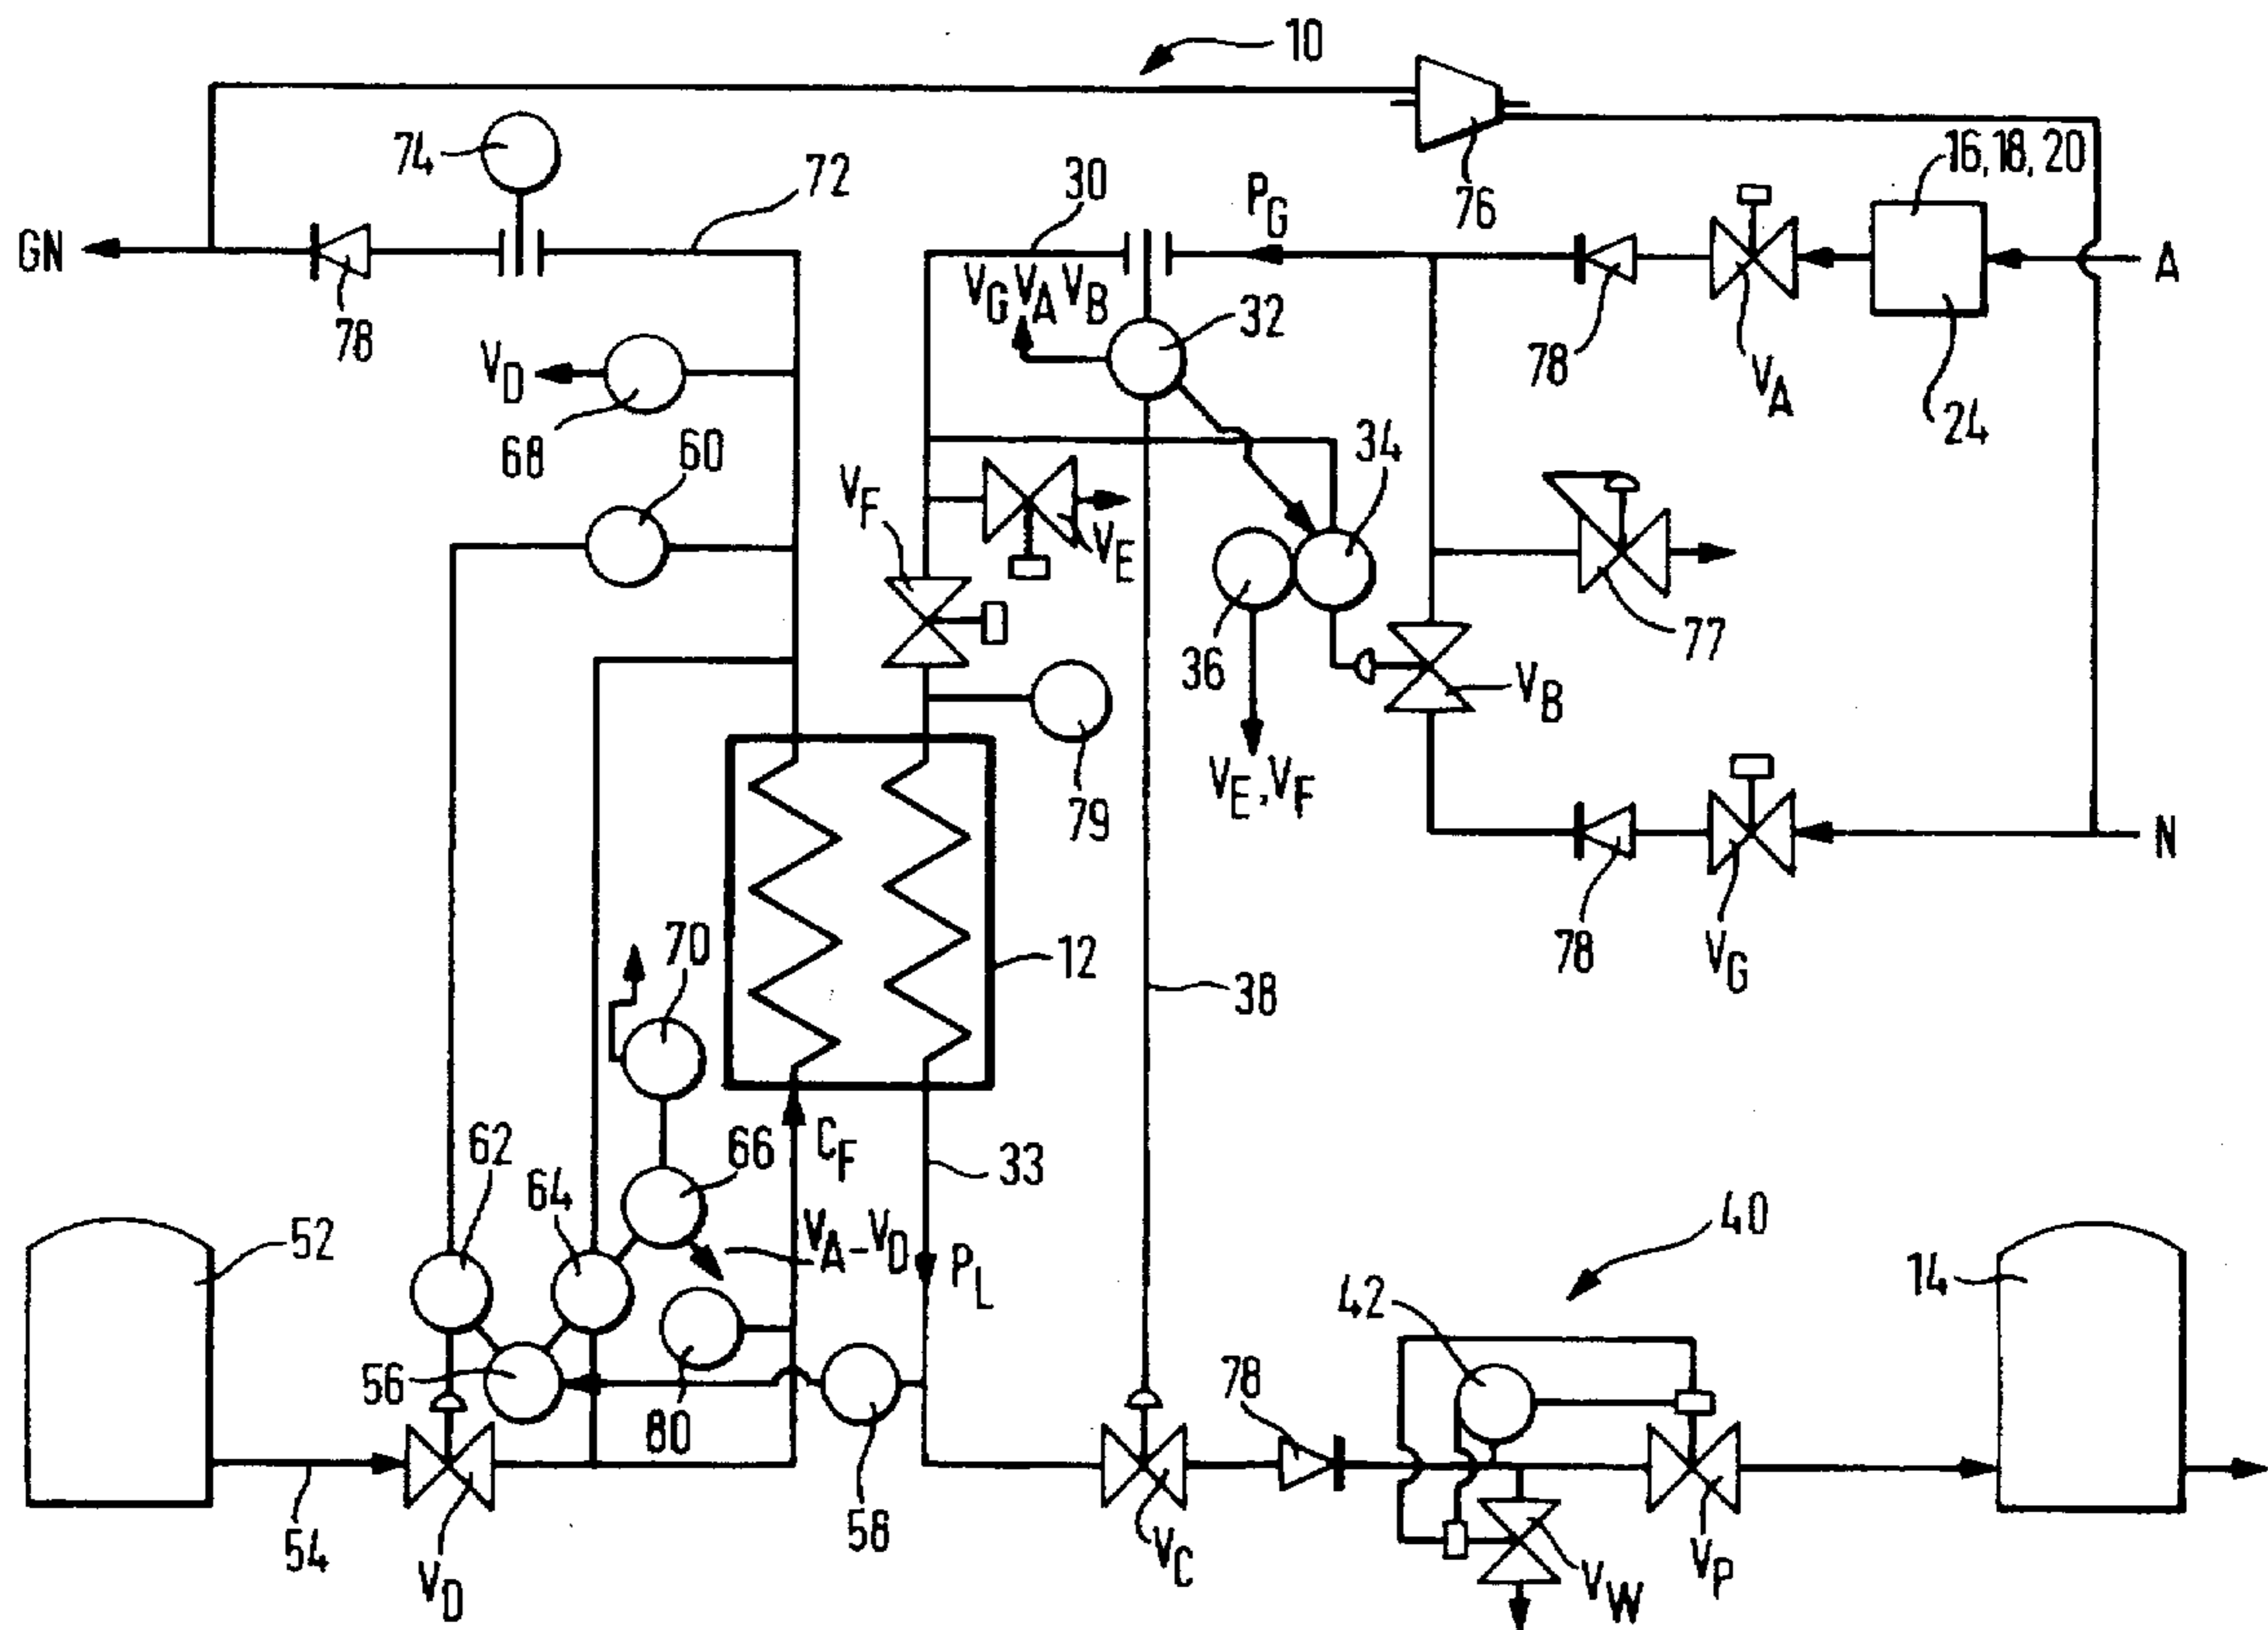 10
74
72
30
P_G
76
16, 18, 20
GN
A
78
V_G V_A V_B
32
78
V_A
24
V_D
68
60
34
V_F
V_E
36
77
V_B
V_E, V_F
79
N
70
12
38
78
V_G
62
64
66
C_F
33
52
V_A-V_D
P_L
40
42
14
56
80
58
78
54
V_D
V_C
V_W
V_P